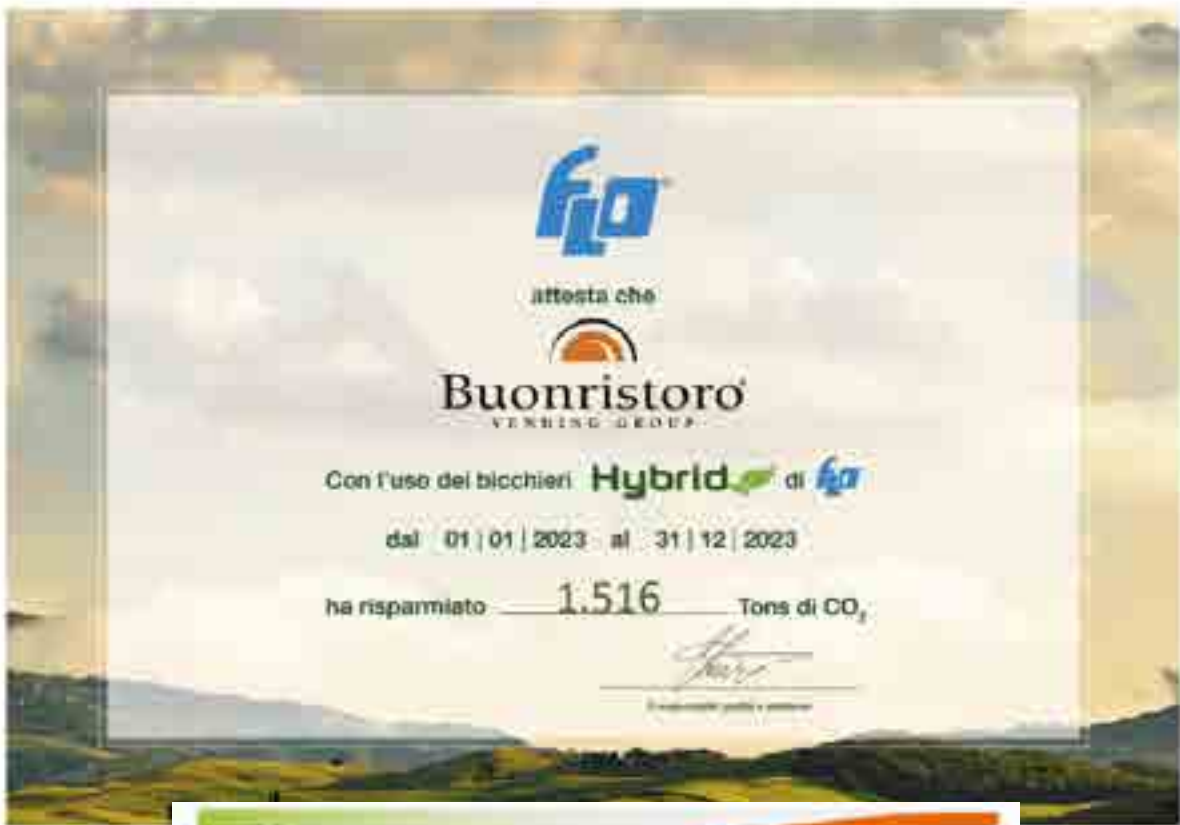 FLO
attesta che
Buonristoro
VENDING GROUP
Con l'uso dei bicchieri Hybrid di FLO
dal 01 | 01 | 2023 al 31 | 12 | 2023
ha risparmiato 1.516 Tons di CO₂